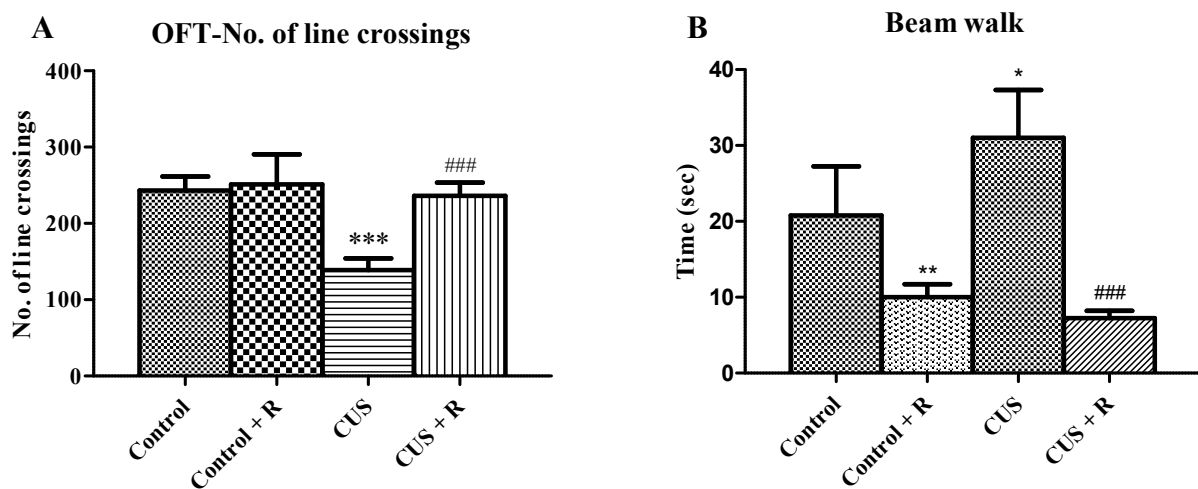 A
OFT-No. of line crossings
No. of line crossings
400
300
200
100
0
***
###
Control
Control + R
CUS
CUS + R
B
Beam walk
Time (sec)
40
30
20
10
0
**
*
###
Control
Control + R
CUS
CUS + R